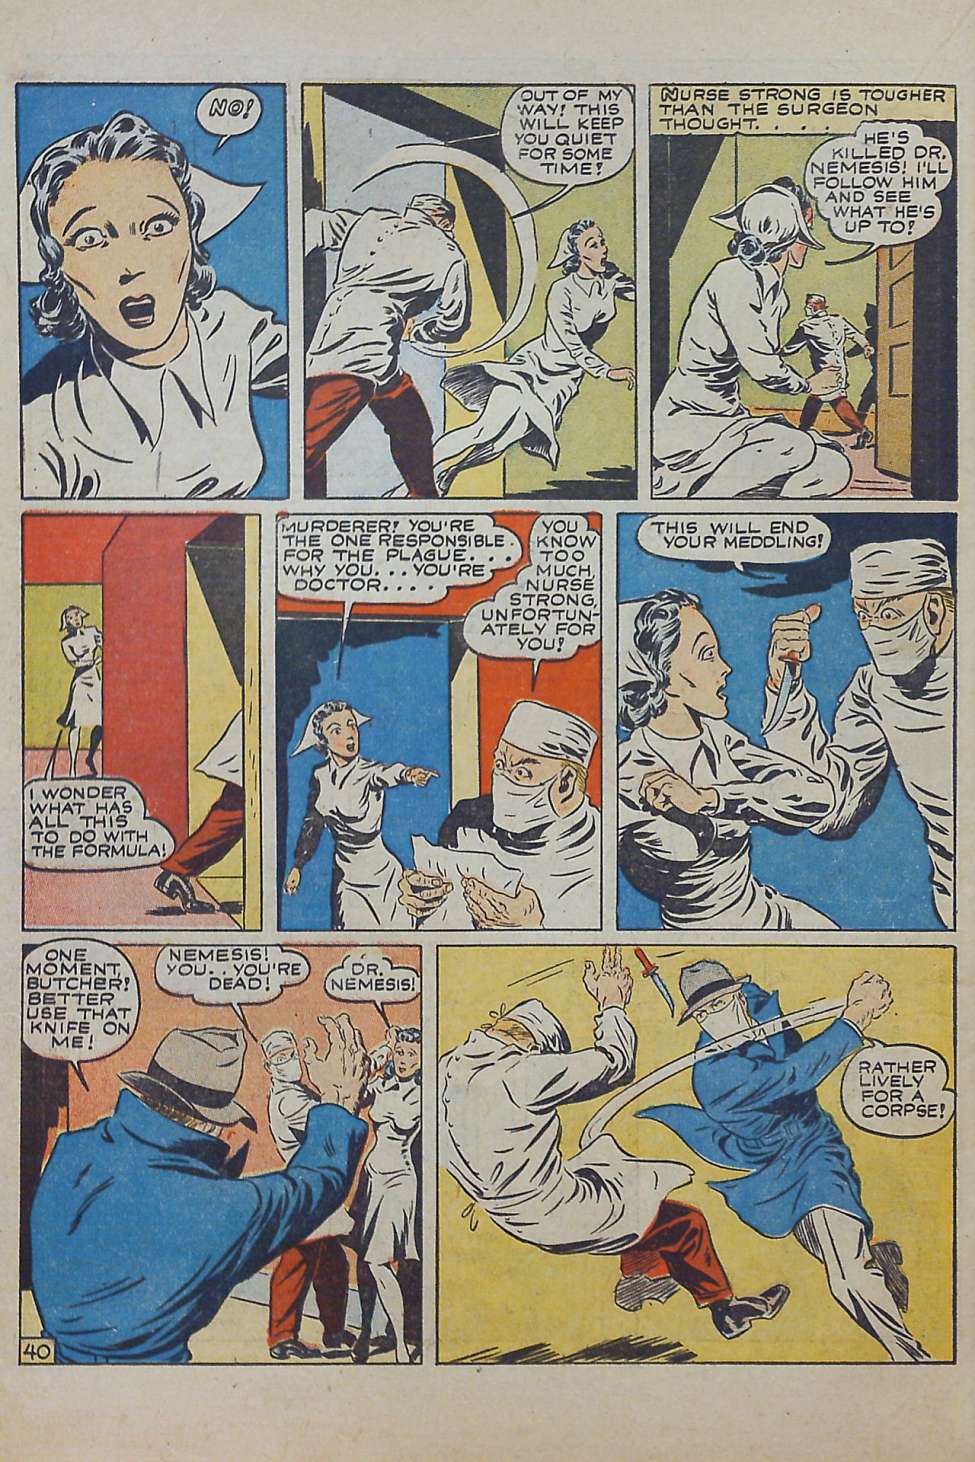 NO!
OUT OF MY
WAY! THIS
WILL KEEP
YOU QUIET
FOR SOME
TIME!
NURSE STRONG IS TOUGHER
THAN THE SURGEON
THOUGHT. . . . .
HE'S
KILLED DR.
NEMESIS! I'LL
FOLLOW HIM
AND SEE
WHAT HE'S
UP TO!
I WONDER
WHAT HAS
ALL THIS
TO DO WITH
THE FORMULA!
MURDERER! YOU'RE
THE ONE RESPONSIBLE
FOR THE PLAGUE. . .
WHY YOU. . . YOU'RE
DOCTOR. . . .
YOU
KNOW
TOO
MUCH,
NURSE
STRONG,
UNFORTUN-
ATELY FOR
YOU!
THIS WILL END
YOUR MEDDLING!
ONE
MOMENT,
BUTCHER!
BETTER
USE THAT
KNIFE ON
ME!
NEMESIS!
YOU. . YOU'RE
DEAD!
DR.
NEMESIS!
RATHER
LIVELY
FOR A
CORPSE!
40